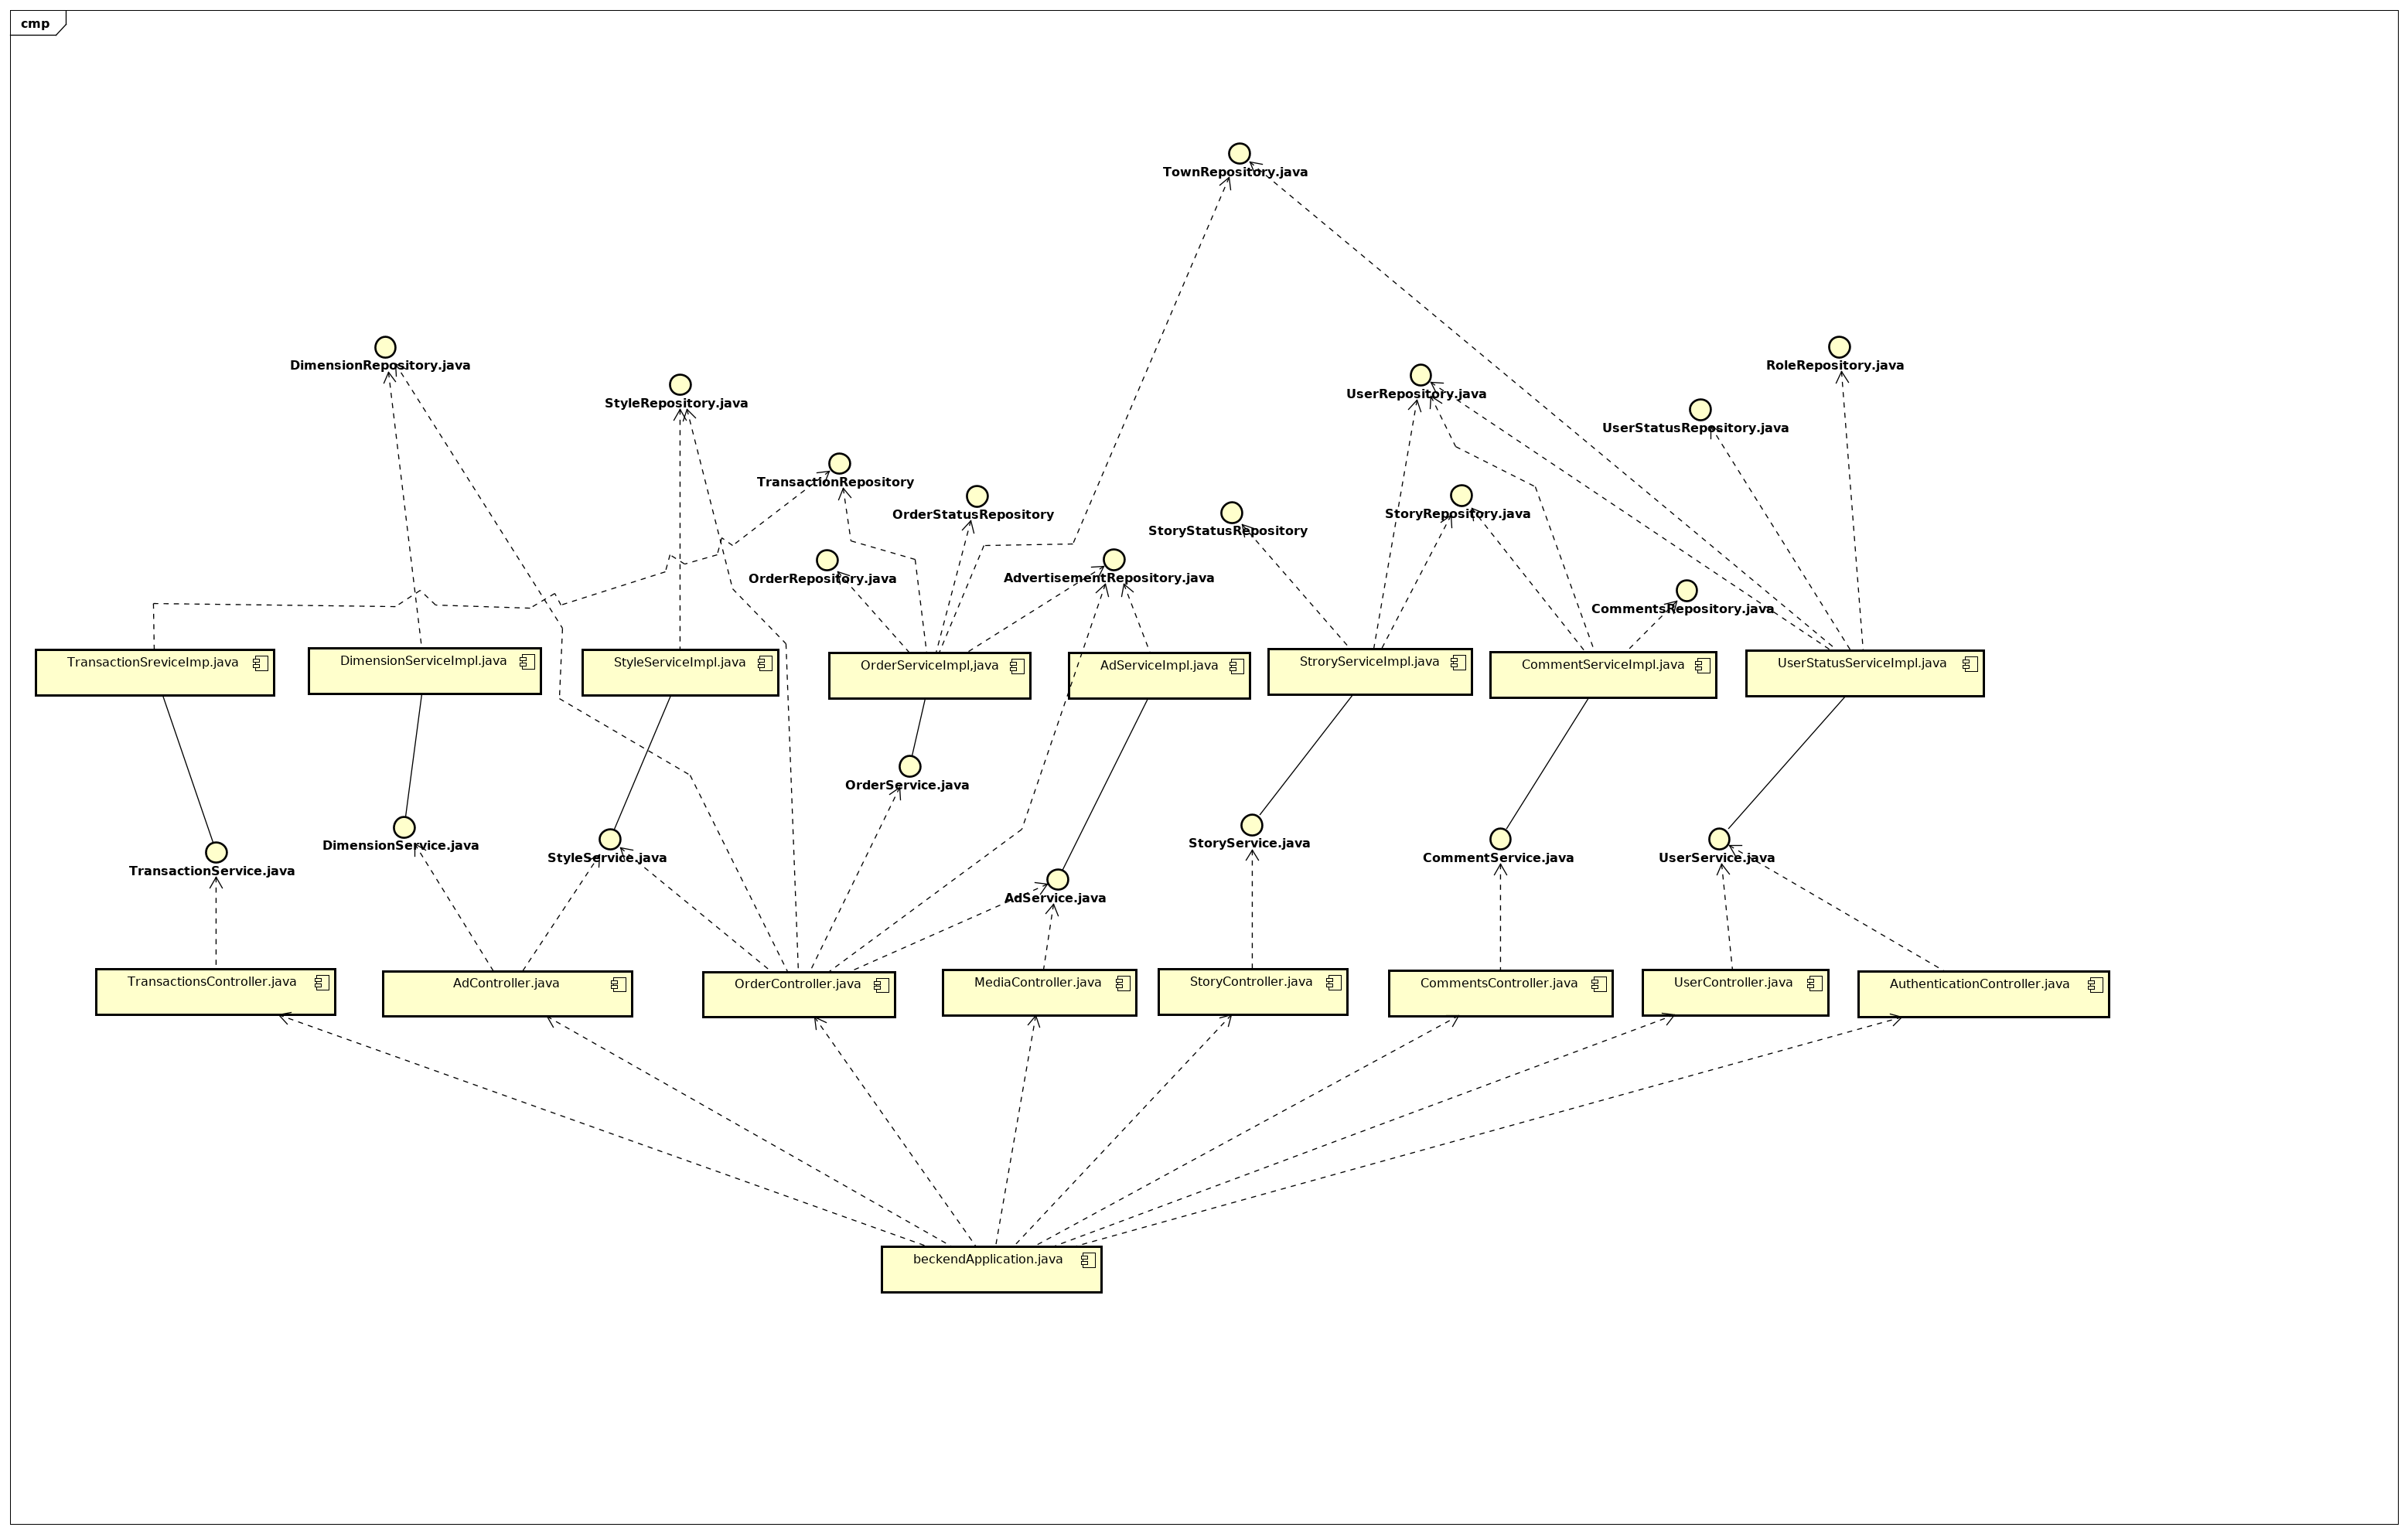 cmp
TownRepository.java
DimensionRepository.java
RoleRepository.java
StyleRepository.java
UserRepository.java
UserStatusRepository.java
TransactionRepository
OrderStatusRepository
StoryRepository.java
StoryStatusRepository
OrderRepository.java
AdvertisementRepository.java
CommentsRepository.java
TransactionSreviceImp.java
DimensionServiceImpl.java
StyleServiceImpl.java
OrderServiceImpl,java
AdServiceImpl.java
StroryServiceImpl.java
CommentServiceImpl.java
UserStatusServiceImpl.java
OrderService.java
DimensionService.java
StoryService.java
StyleService.java
CommentService.java
UserService.java
TransactionService.java
AdService.java
TransactionsController.java
AdController.java
OrderController.java
MediaController.java
StoryController.java
CommentsController.java
UserController.java
AuthenticationController.java
beckendApplication.java